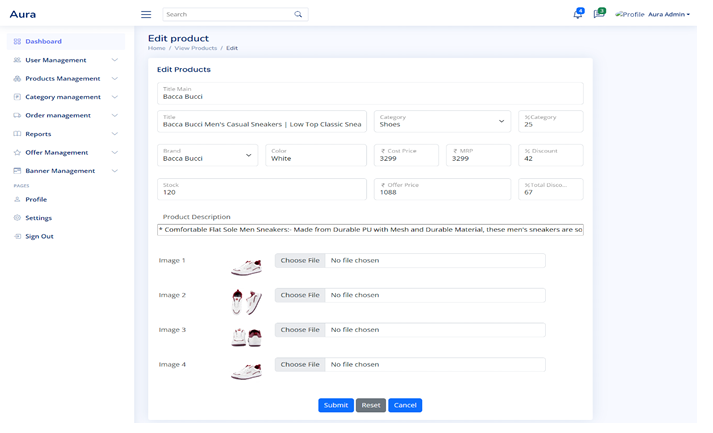 Aura
Search
4
3
Profile Aura Admin
Dashboard
User Management
Products Management
Category management
Order management
Reports
Offer Management
Banner Management
PAGES
Profile
Settings
Sign Out
Edit product
Home / View Products / Edit
Edit Products
Title Main
Bacca Bucci
Title
Bacca Bucci Men's Casual Sneakers | Low Top Classic Snea
Category
Shoes
%Category
25
Brand
Bacca Bucci
Color
White
₹ Cost Price
3299
₹ MRP
3299
% Discount
42
Stock
120
₹ Offer Price
1088
%Total Disco...
67
Product Description
* Comfortable Flat Sole Men Sneakers:- Made from Durable PU with Mesh and Durable Material, these men's sneakers are so
Image 1 Choose File No file chosen
Image 2 Choose File No file chosen
Image 3 Choose File No file chosen
Image 4 Choose File No file chosen
Submit Reset Cancel